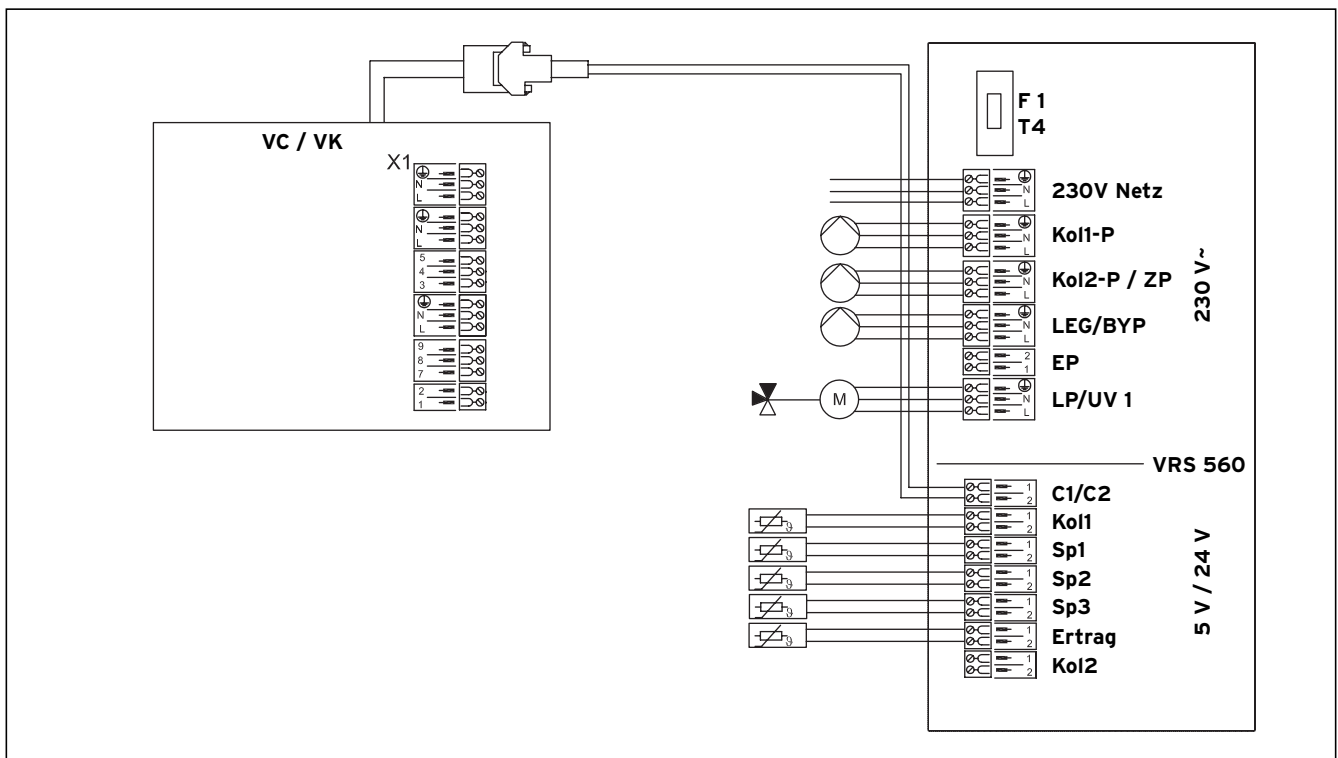 VC / VK
X1
N
L
N
L
5
4
3
N
L
9
8
7
2
1
F 1
T4
N
L
230V Netz
N
L
Kol1-P
N
L
Kol2-P / ZP
N
L
LEG/BYP
2
1
EP
M
N
L
LP/UV 1
230 V~
VRS 560
1
2
C1/C2
ϑ
1
2
Kol1
ϑ
1
2
Sp1
ϑ
1
2
Sp2
ϑ
1
2
Sp3
ϑ
1
2
Ertrag
1
2
Kol2
5 V / 24 V